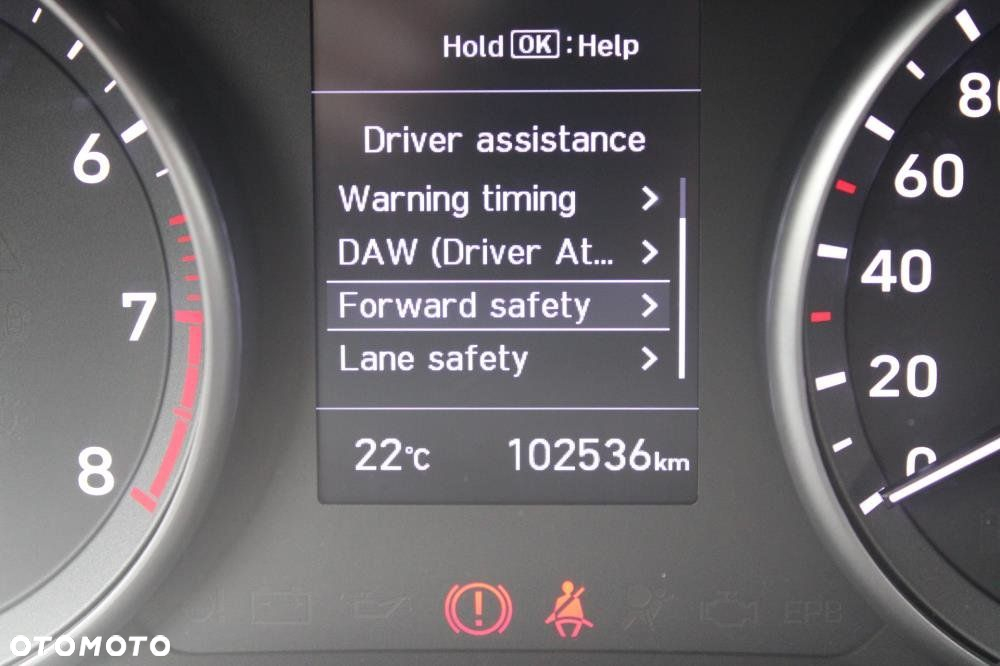 Hold OK : Help
Driver assistance
Warning timing >
DAW (Driver At... >
Forward safety >
Lane safety >
22°C 102536km
6
7
8
80
60
40
20
0
EPB
OTOMOTO